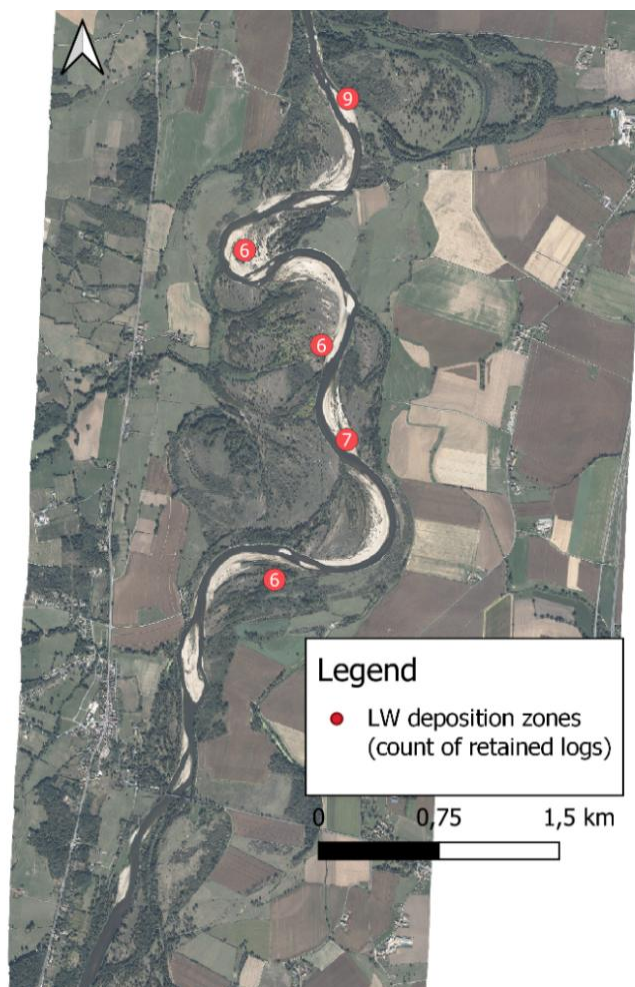 9
6
6
7
6
Legend
LW deposition zones
(count of retained logs)
0 0,75 1,5 km